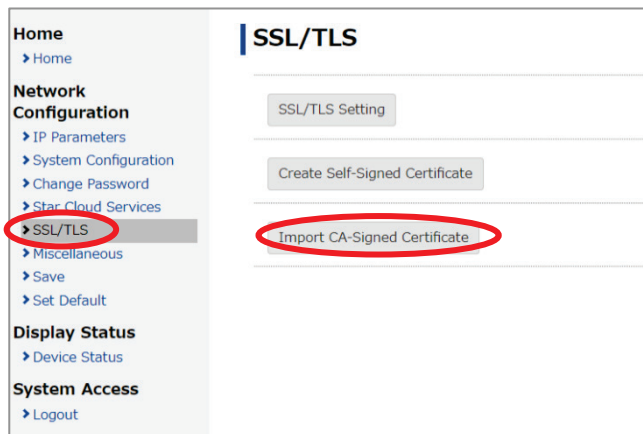 Home
Home
Network
Configuration
IP Parameters
System Configuration
Change Password
Star Cloud Services
SSL/TLS
Miscellaneous
Save
Set Default
Display Status
Device Status
System Access
Logout
SSL/TLS
SSL/TLS Setting
Create Self-Signed Certificate
Import CA-Signed Certificate